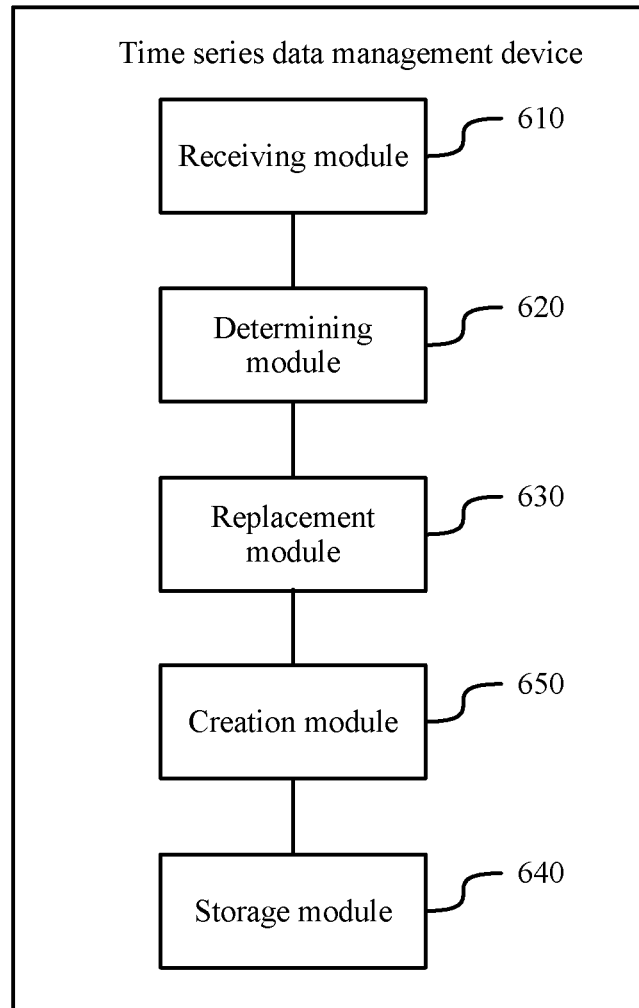 Time series data management device
610
Receiving module
620
Determining
module
630
Replacement
module
650
Creation module
640
Storage module